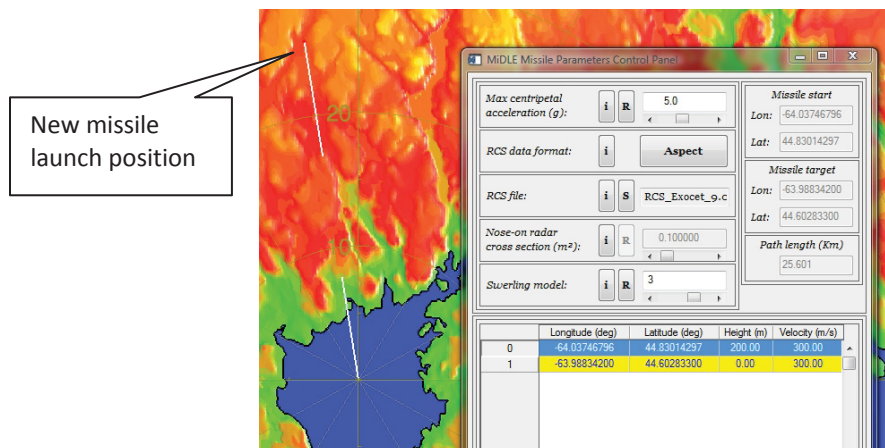 New missile
launch position
20
10
MiDLE Missile Parameters Control Panel
X
Max centripetal
acceleration (g):
i
R
5.0
RCS data format:
i
Aspect
RCS file:
i
S
RCS_Exocet_9.c
Nose-on radar
cross section (m²):
i
R
0.100000
Swerling model:
i
R
3
Missile start
Lon: -64.03746796
Lat: 44.83014297
Missile target
Lon: -63.98834200
Lat: 44.60283300
Path length (Km)
25.601
Longitude (deg) Latitude (deg) Height (m) Velocity (m/s)
0 -64.03746796 44.83014297 200.00 300.00
1 -63.98834200 44.60283300 0.00 300.00